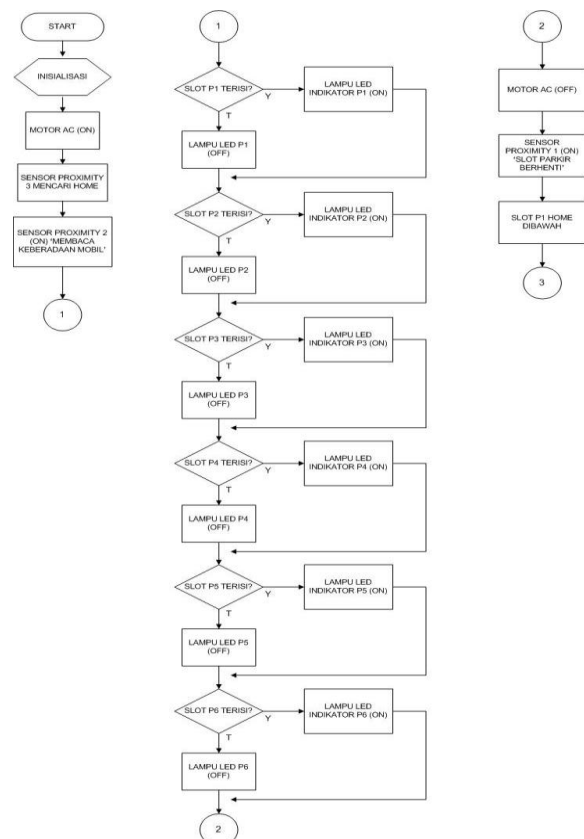 START
INISIALISASI
MOTOR AC (ON)
SENSOR PROXIMITY
3 MENCARI HOME
SENSOR PROXIMITY 2
(ON) 'MEMBACA
KEBERADAAN MOBIL'
1
1
SLOT P1 TERISI?
Y
LAMPU LED
INDIKATOR P1 (ON)
T
LAMPU LED P1
(OFF)
SLOT P2 TERISI?
Y
LAMPU LED
INDIKATOR P2 (ON)
T
LAMPU LED P2
(OFF)
SLOT P3 TERISI?
Y
LAMPU LED
INDIKATOR P3 (ON)
T
LAMPU LED P3
(OFF)
SLOT P4 TERISI?
Y
LAMPU LED
INDIKATOR P4 (ON)
T
LAMPU LED P4
(OFF)
SLOT P5 TERISI?
Y
LAMPU LED
INDIKATOR P5 (ON)
T
LAMPU LED P5
(OFF)
SLOT P6 TERISI?
Y
LAMPU LED
INDIKATOR P6 (ON)
T
LAMPU LED P6
(OFF)
2
2
MOTOR AC (OFF)
SENSOR
PROXIMITY 1 (ON)
'SLOT PARKIR
BERHENTI'
SLOT P1 HOME
DIBAWAH
3